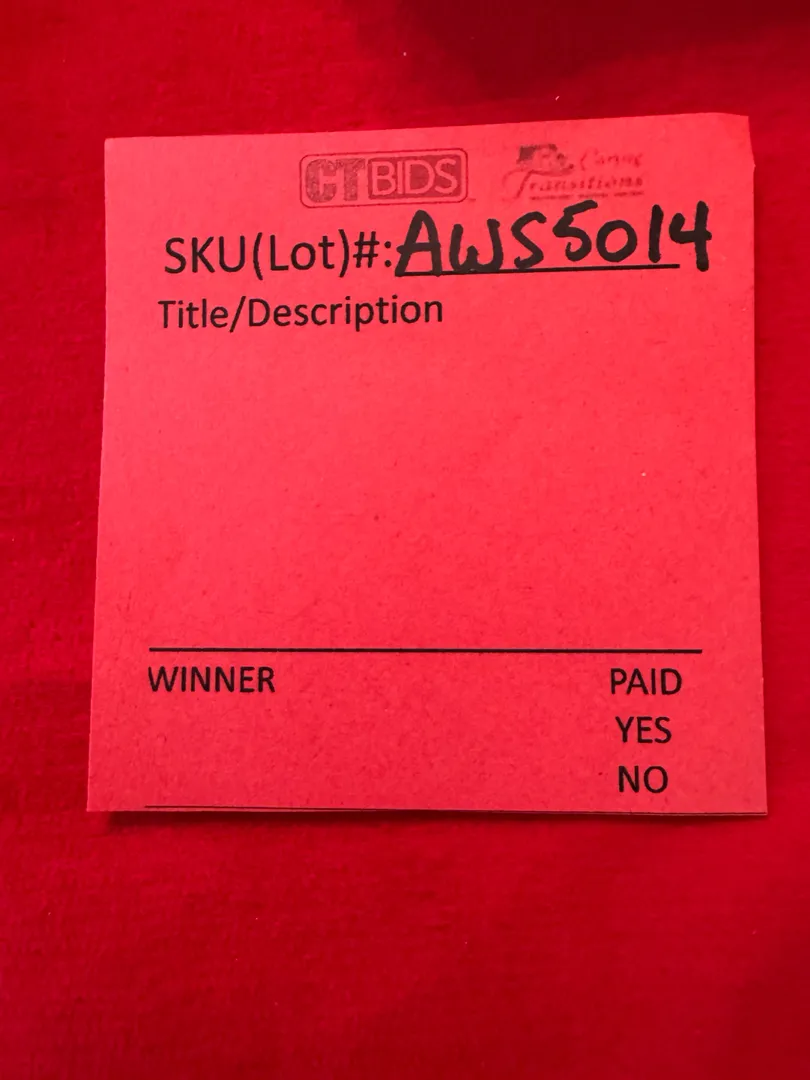 CTBIDS Caring
Transitions
SKU(Lot)#: AWS5014
Title/Description
WINNER PAID
YES
NO